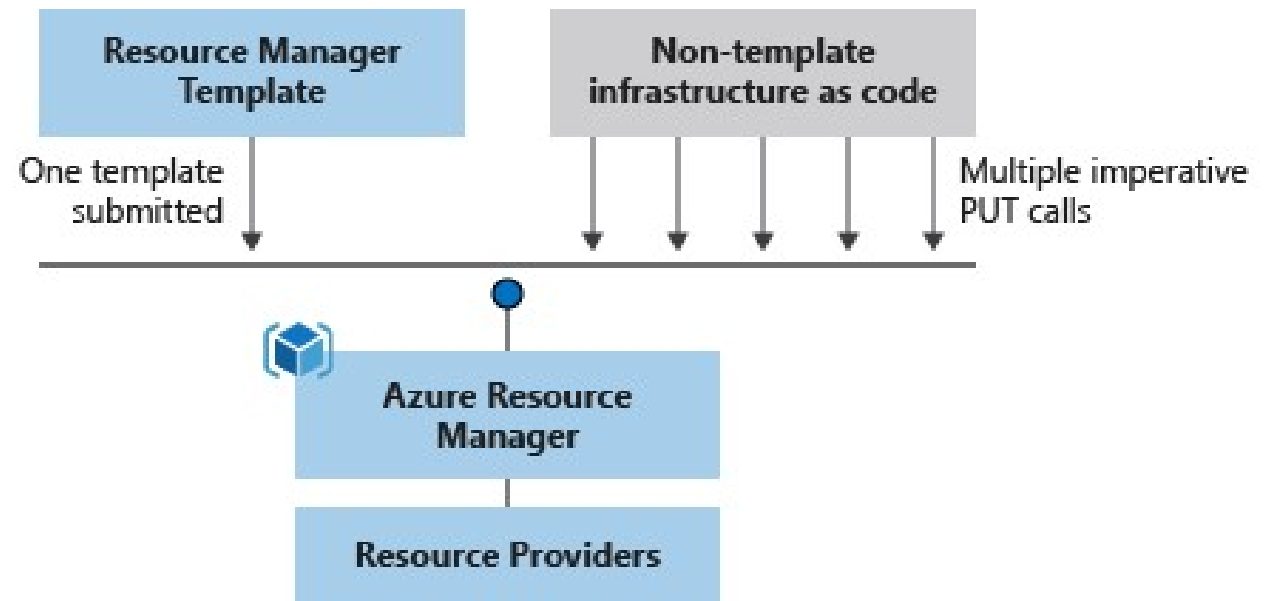 Resource Manager
Template
Non-template
infrastructure as code
One template
submitted
Multiple imperative
PUT calls
Azure Resource
Manager
Resource Providers